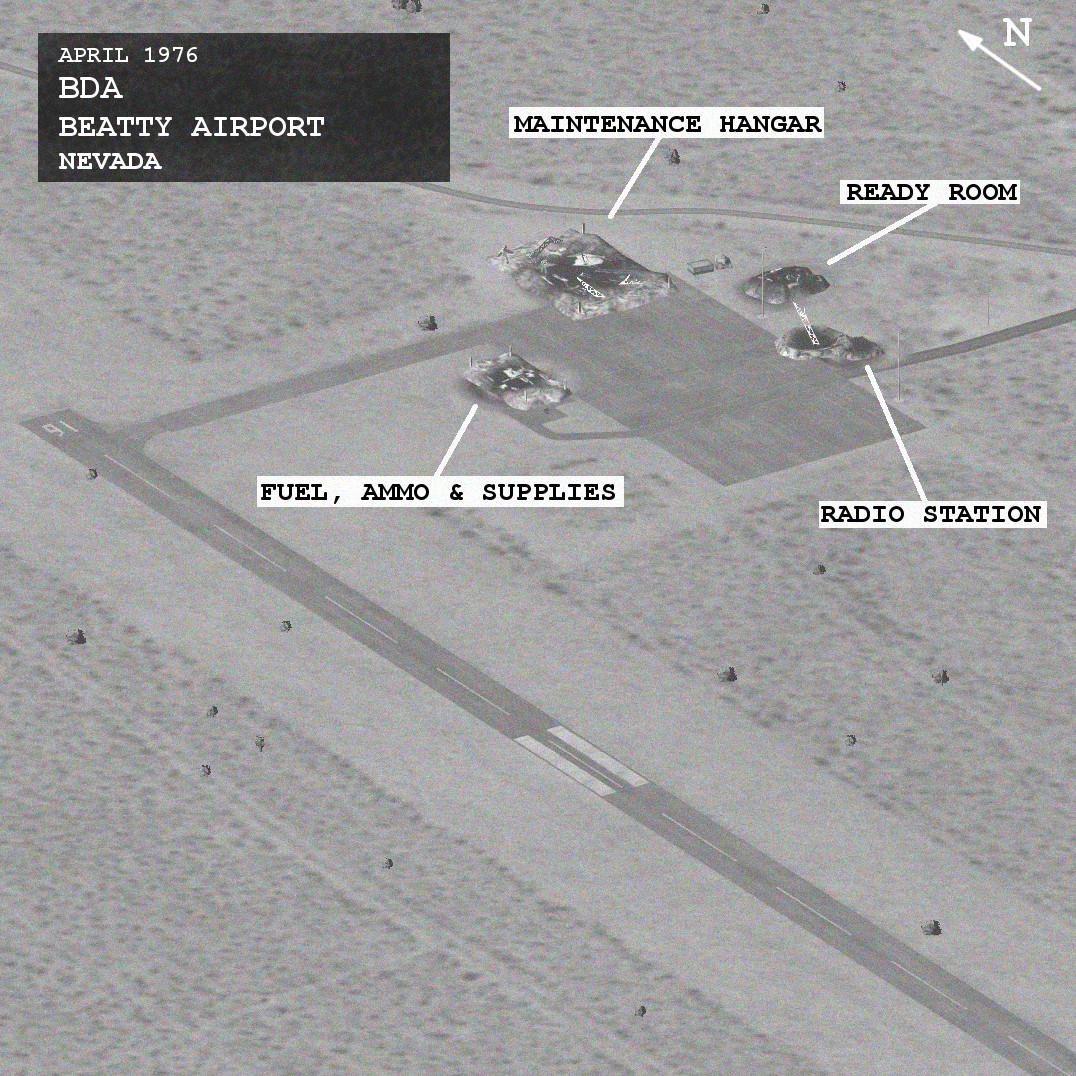 APRIL 1976
BDA
BEATTY AIRPORT
NEVADA
N
MAINTENANCE HANGAR
READY ROOM
FUEL, AMMO & SUPPLIES
RADIO STATION